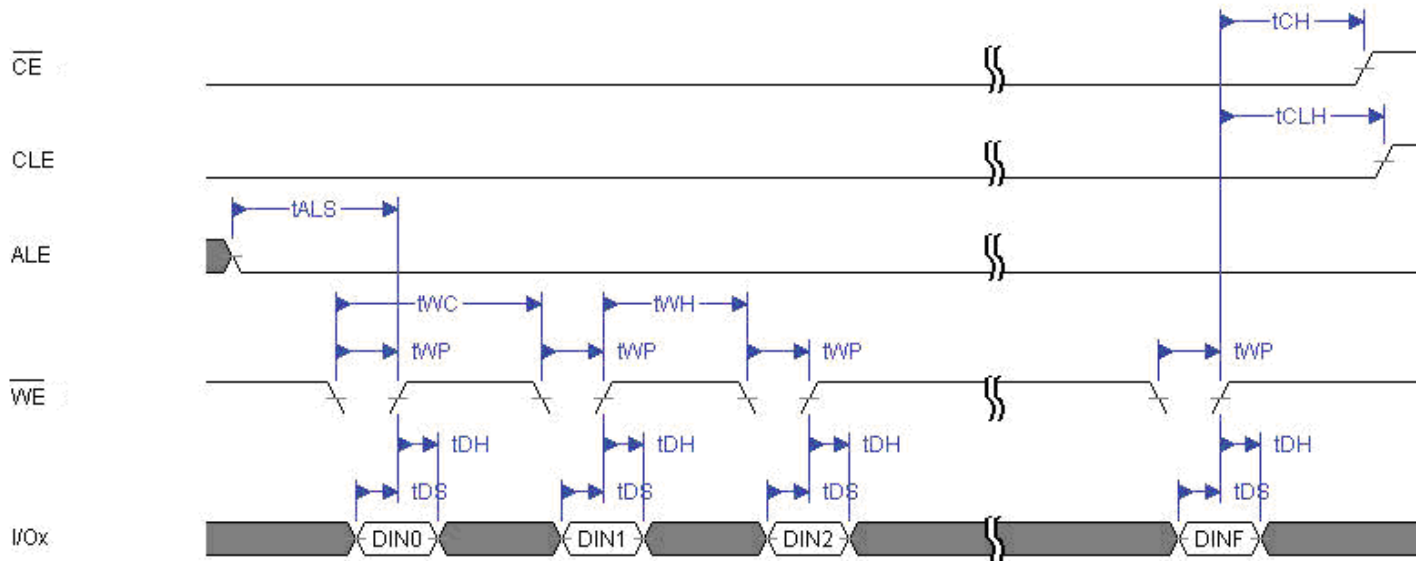 tCH
CE
tCLH
CLE
tALS
ALE
tWC tWH
tWP tWP tWP tWP
WE
tDH tDH tDH tDH
tDS tDS tDS tDS
I/Ox DIN0 DIN1 DIN2 DINF